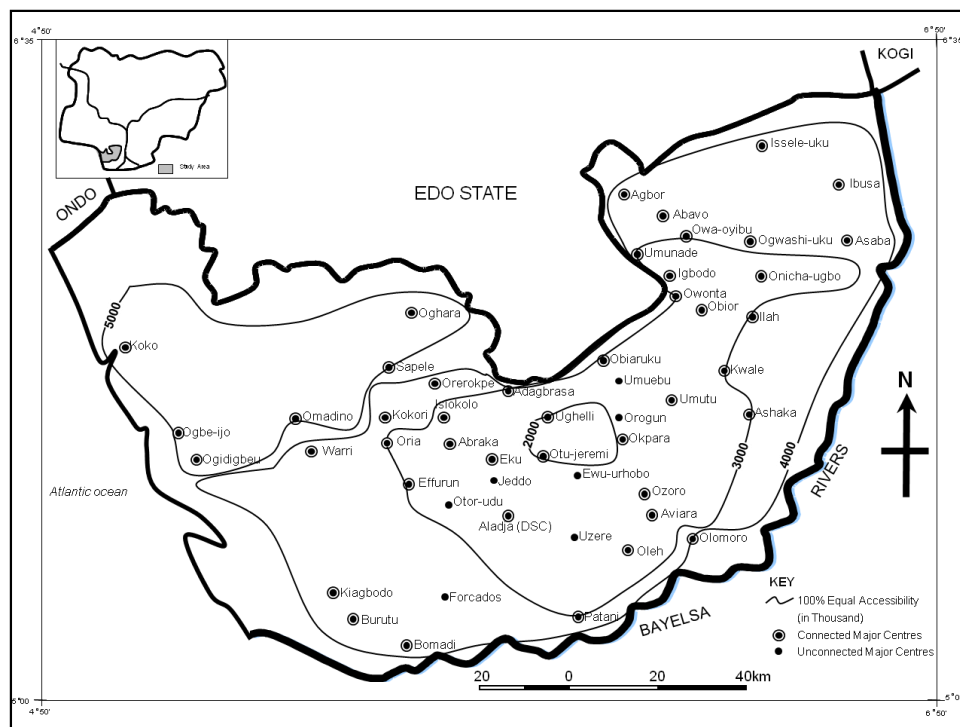 4°50'
6°50
6°35
6°35
KOGI
Study Area
ONDO
EDO STATE
Issele-uku
Ibusa
Agbor
Abavo
Owa-oyibu
Ogwashi-uku
Asaba
Umunade
Igbodo
Onicha-ugbo
Owonta
Obior
Illah
5000
Oghara
Koko
Sapele
Obiaruku
Kwale
Orerokpe
Adagbrasa
Umuebu
Umutu
N
Islokolo
Omadino
Kokori
Ughelli
Orogun
Ashaka
Ogbe-ijo
2000
Okpara
Oria
Abraka
3000
4000
Warri
Otu-jeremi
Ogidigbeu
Eku
Ewu-urhobo
RIVERS
Atlantic ocean
Effurun
Jeddo
Ozoro
Otor-udu
Aladja (DSC)
Aviara
Uzere
Olomoro
Oleh
KEY
100% Equal Accessibility
(in Thousand)
Connected Major Centres
Unconnected Major Centres
Kiagbodo
Forcados
Burutu
Patani
BAYELSA
Bomadi
20 0 20 40km
6°00
6°00
4°50
6°50